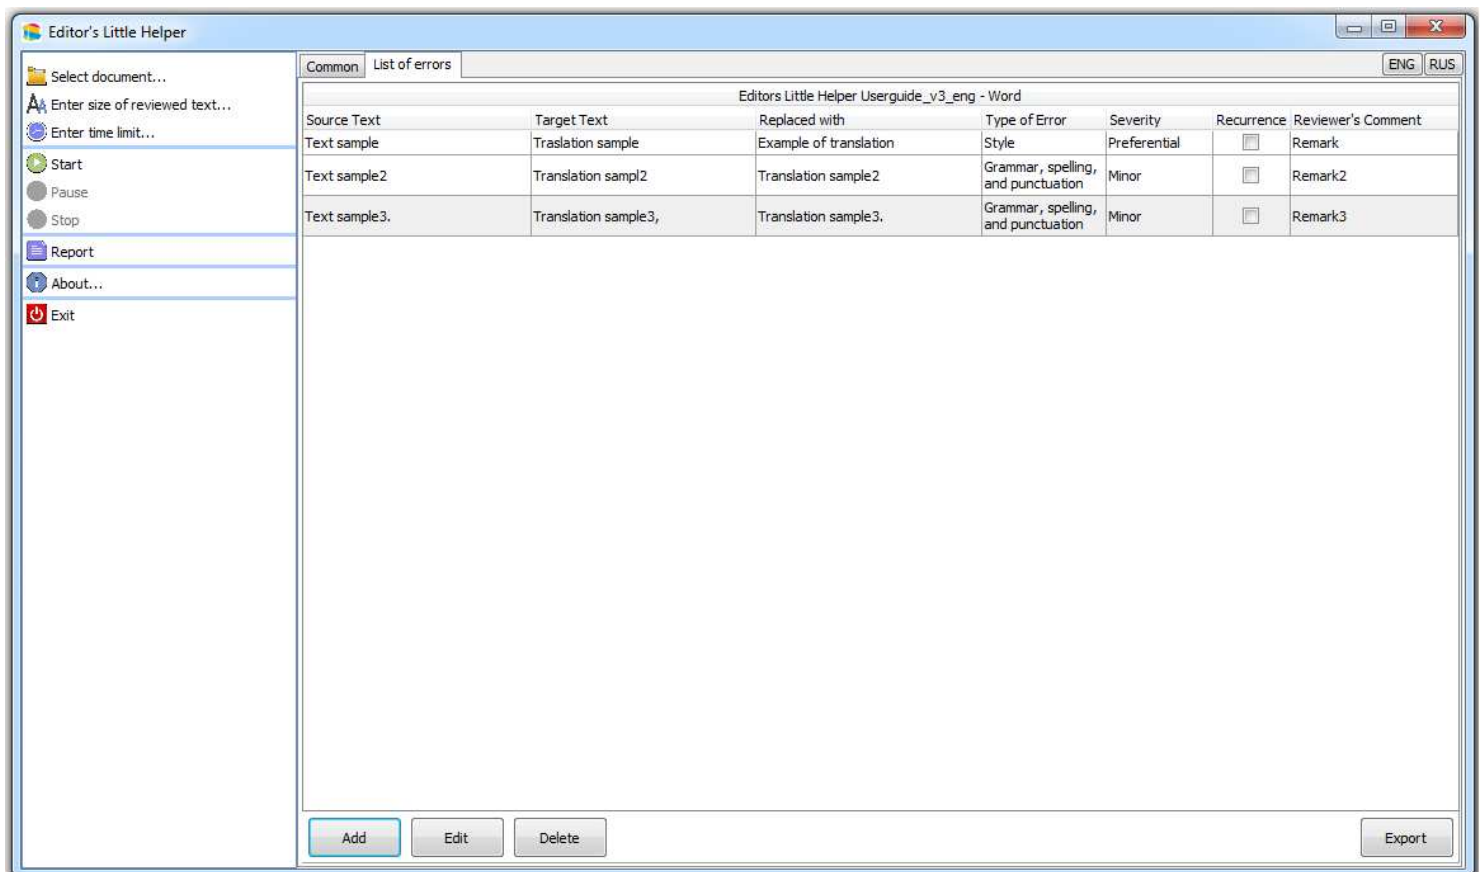 Editor's Little Helper
Select document...
Enter size of reviewed text...
Enter time limit...
Start
Pause
Stop
Report
About...
Exit
Common List of errors ENG RUS
Editors Little Helper Userguide_v3_eng - Word
Source Text Target Text Replaced with Type of Error Severity Recurrence Reviewer's Comment
Text sample Traslation sample Example of translation Style Preferential Remark
Text sample2 Translation sampl2 Translation sample2 Grammar, spelling, and punctuation Minor Remark2
Text sample3. Translation sample3, Translation sample3. Grammar, spelling, and punctuation Minor Remark3
Add Edit Delete Export